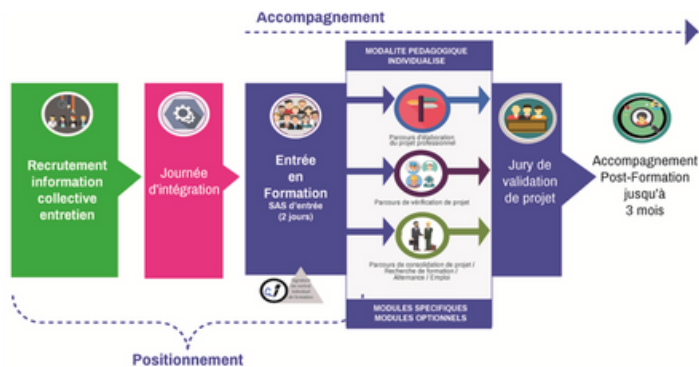 Accompagnement
MODALITE PEDAGOGIQUE
INDIVIDUALISE
Recrutement
information
collective
entretien
Journée
d'intégration
Entrée
en
Formation
SAS d'entrée
(2 jours)
Parcours d'élaboration
du projet professionnel
Parcours de vérification de projet
Parcours de consolidation de projet /
Recherche de formation /
Alternance / Emploi
MODULES SPECIFIQUES
MODULES OPTIONNELS
Jury de
validation
de projet
Accompagnement
Post-Formation
jusqu'à
3 mois
Positionnement